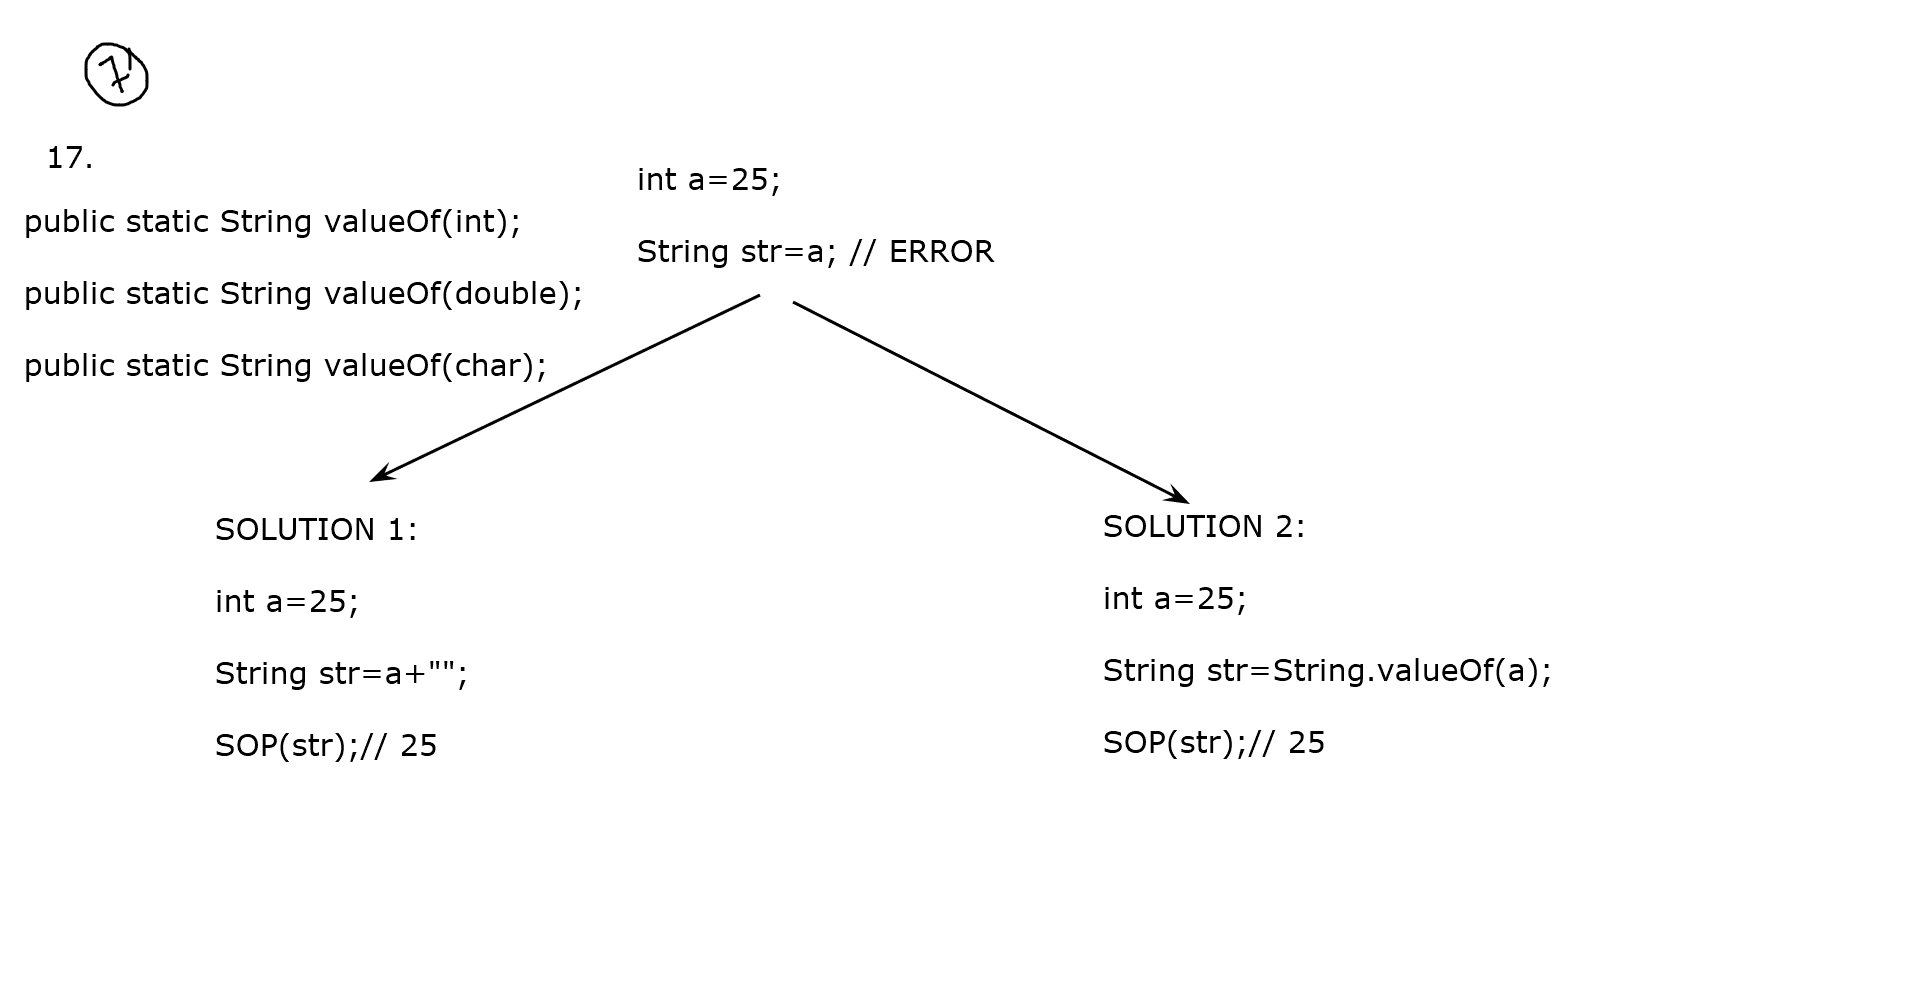 7
17.
public static String valueOf(int);
public static String valueOf(double);
public static String valueOf(char);
int a=25;
String str=a; // ERROR
SOLUTION 1:
int a=25;
String str=a+"";
SOP(str);// 25
SOLUTION 2:
int a=25;
String str=String.valueOf(a);
SOP(str);// 25